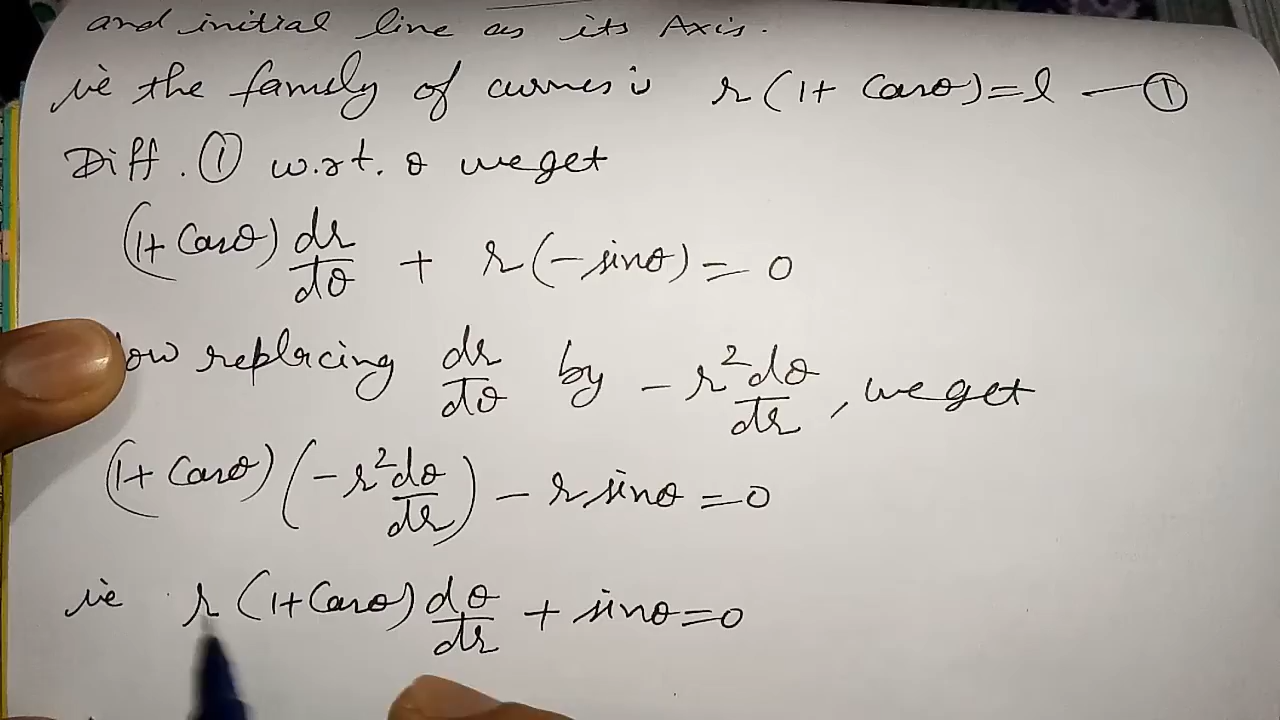 and initial line as its Axis.
ie the family of curves is r(1+ cosθ)=l —①
Diff. ① w.r.t. θ we get
(1+ cosθ) dr/dθ + r(-sinθ)=0
ow replacing dr/dθ by -r² dθ/dr, we get
(1+ cosθ)(-r² dθ/dr) - r sinθ =0
ie r(1+cosθ) dθ/dr + sinθ=0